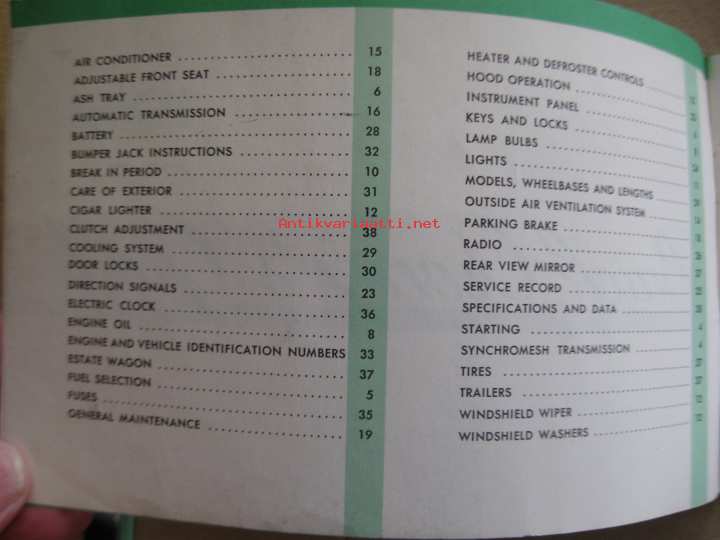 AIR CONDITIONER 15
ADJUSTABLE FRONT SEAT 18
ASH TRAY 6
AUTOMATIC TRANSMISSION 16
BATTERY 28
BUMPER JACK INSTRUCTIONS 32
BREAK IN PERIOD 10
CARE OF EXTERIOR 31
CIGAR LIGHTER 12
CLUTCH ADJUSTMENT 38
COOLING SYSTEM 29
DOOR LOCKS 30
DIRECTION SIGNALS 23
ELECTRIC CLOCK 36
ENGINE OIL 8
ENGINE AND VEHICLE IDENTIFICATION NUMBERS 33
ESTATE WAGON 37
FUEL SELECTION 5
FUSES 35
GENERAL MAINTENANCE 19
HEATER AND DEFROSTER CONTROLS
HOOD OPERATION
INSTRUMENT PANEL
KEYS AND LOCKS
LAMP BULBS
LIGHTS
MODELS, WHEELBASES AND LENGTHS
OUTSIDE AIR VENTILATION SYSTEM
PARKING BRAKE
RADIO
REAR VIEW MIRROR
SERVICE RECORD
SPECIFICATIONS AND DATA
STARTING
SYNCHROMESH TRANSMISSION
TIRES
TRAILERS
WINDSHIELD WIPER
WINDSHIELD WASHERS
Antikvariaatti.net